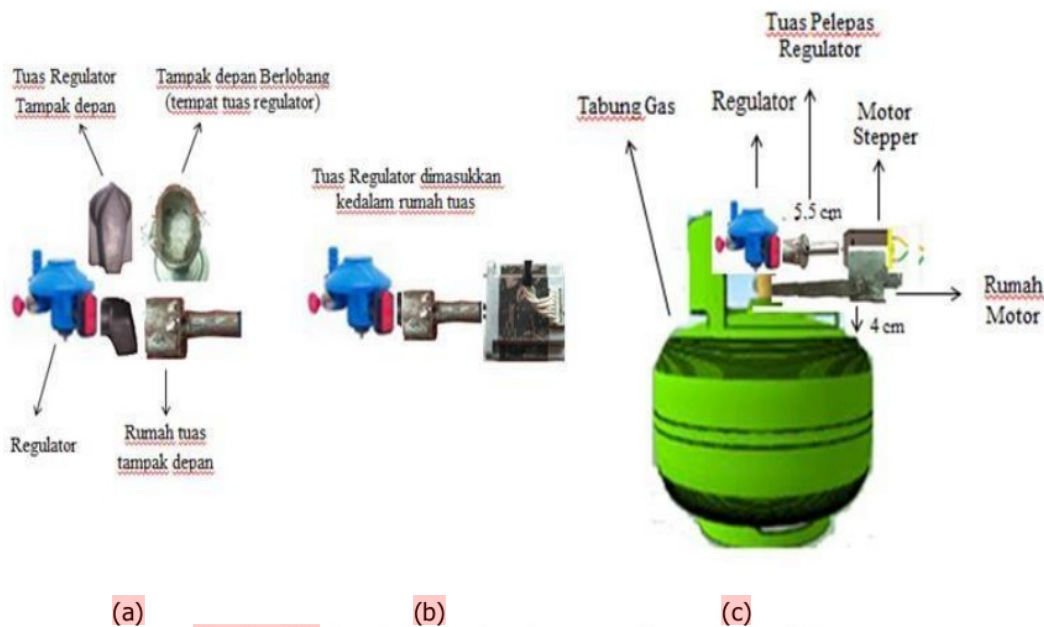 Tuas Regulator
Tampak depan
Tampak depan Berlobang
(tempat tuas regulator)
Regulator
Rumah tuas
tampak depan
Tuas Regulator dimasukkan
kedalam rumah tuas
Tabung Gas
Regulator
Tuas Pelepas
Regulator
Motor
Stepper
5,5 cm
Rumah
Motor
4 cm
(a)
(b)
(c)